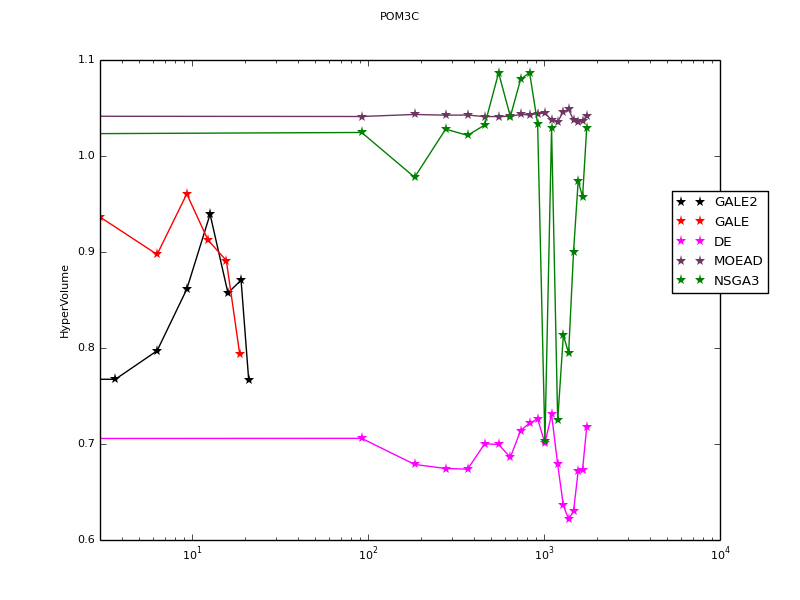 POM3C
HyperVolume
1.1
1.0
0.9
0.8
0.7
0.6
10^1
10^2
10^3
10^4
GALE2
GALE
DE
MOEAD
NSGA3